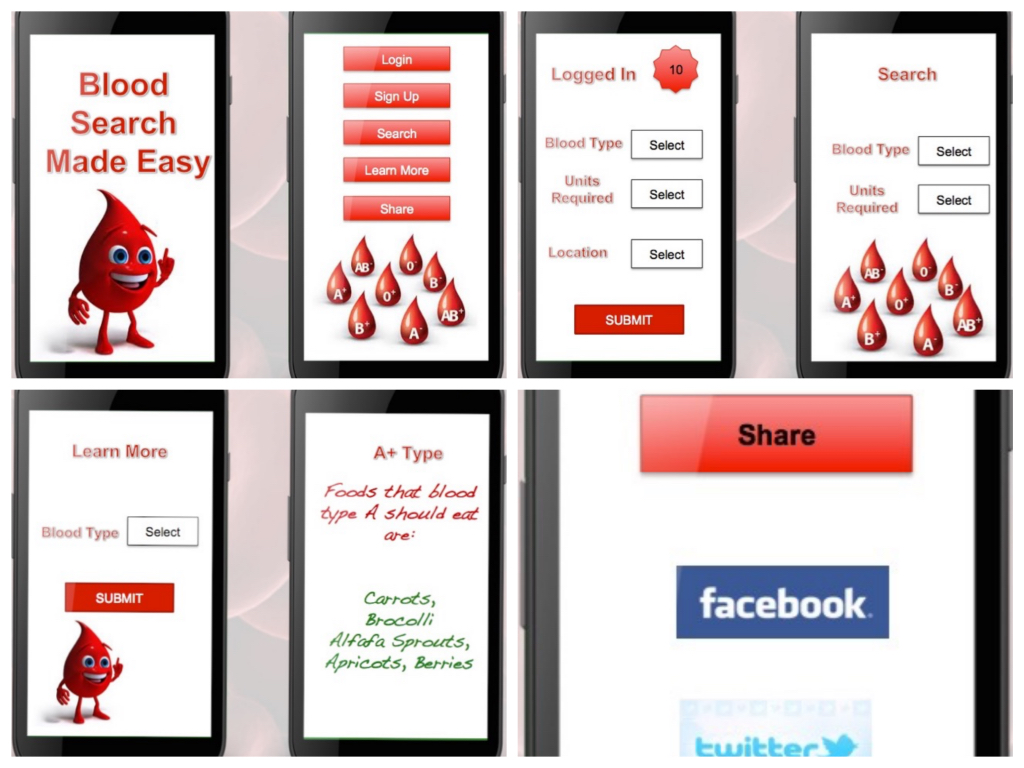 Blood
Search
Made Easy
Login
Sign Up
Search
Learn More
Share
AB-
O-
B-
A+
O+
AB+
B+
A-
Logged In
10
Blood Type
Select
Units
Required
Select
Location
Select
SUBMIT
Search
Blood Type
Select
Units
Required
Select
AB-
O-
B-
A+
O+
AB+
B+
A-
Learn More
Blood Type
Select
SUBMIT
A+ Type
Foods that blood
type A should eat
are:
Carrots,
Brocolli
Alfafa Sprouts,
Apricots, Berries
Share
facebook.
twitter